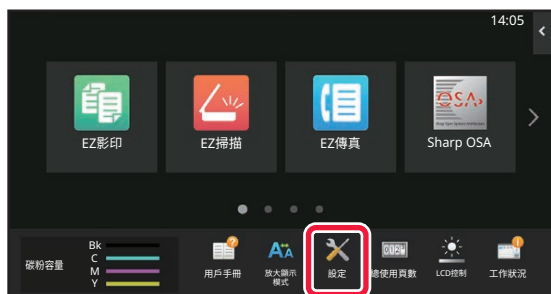 14:05
EZ影印
EZ掃描
EZ傳真
OSA
Sharp OSA
碳粉容量
Bk
C
M
Y
用戶手冊
放大顯示
模式
設定
總使用頁數
LCD控制
工作狀況